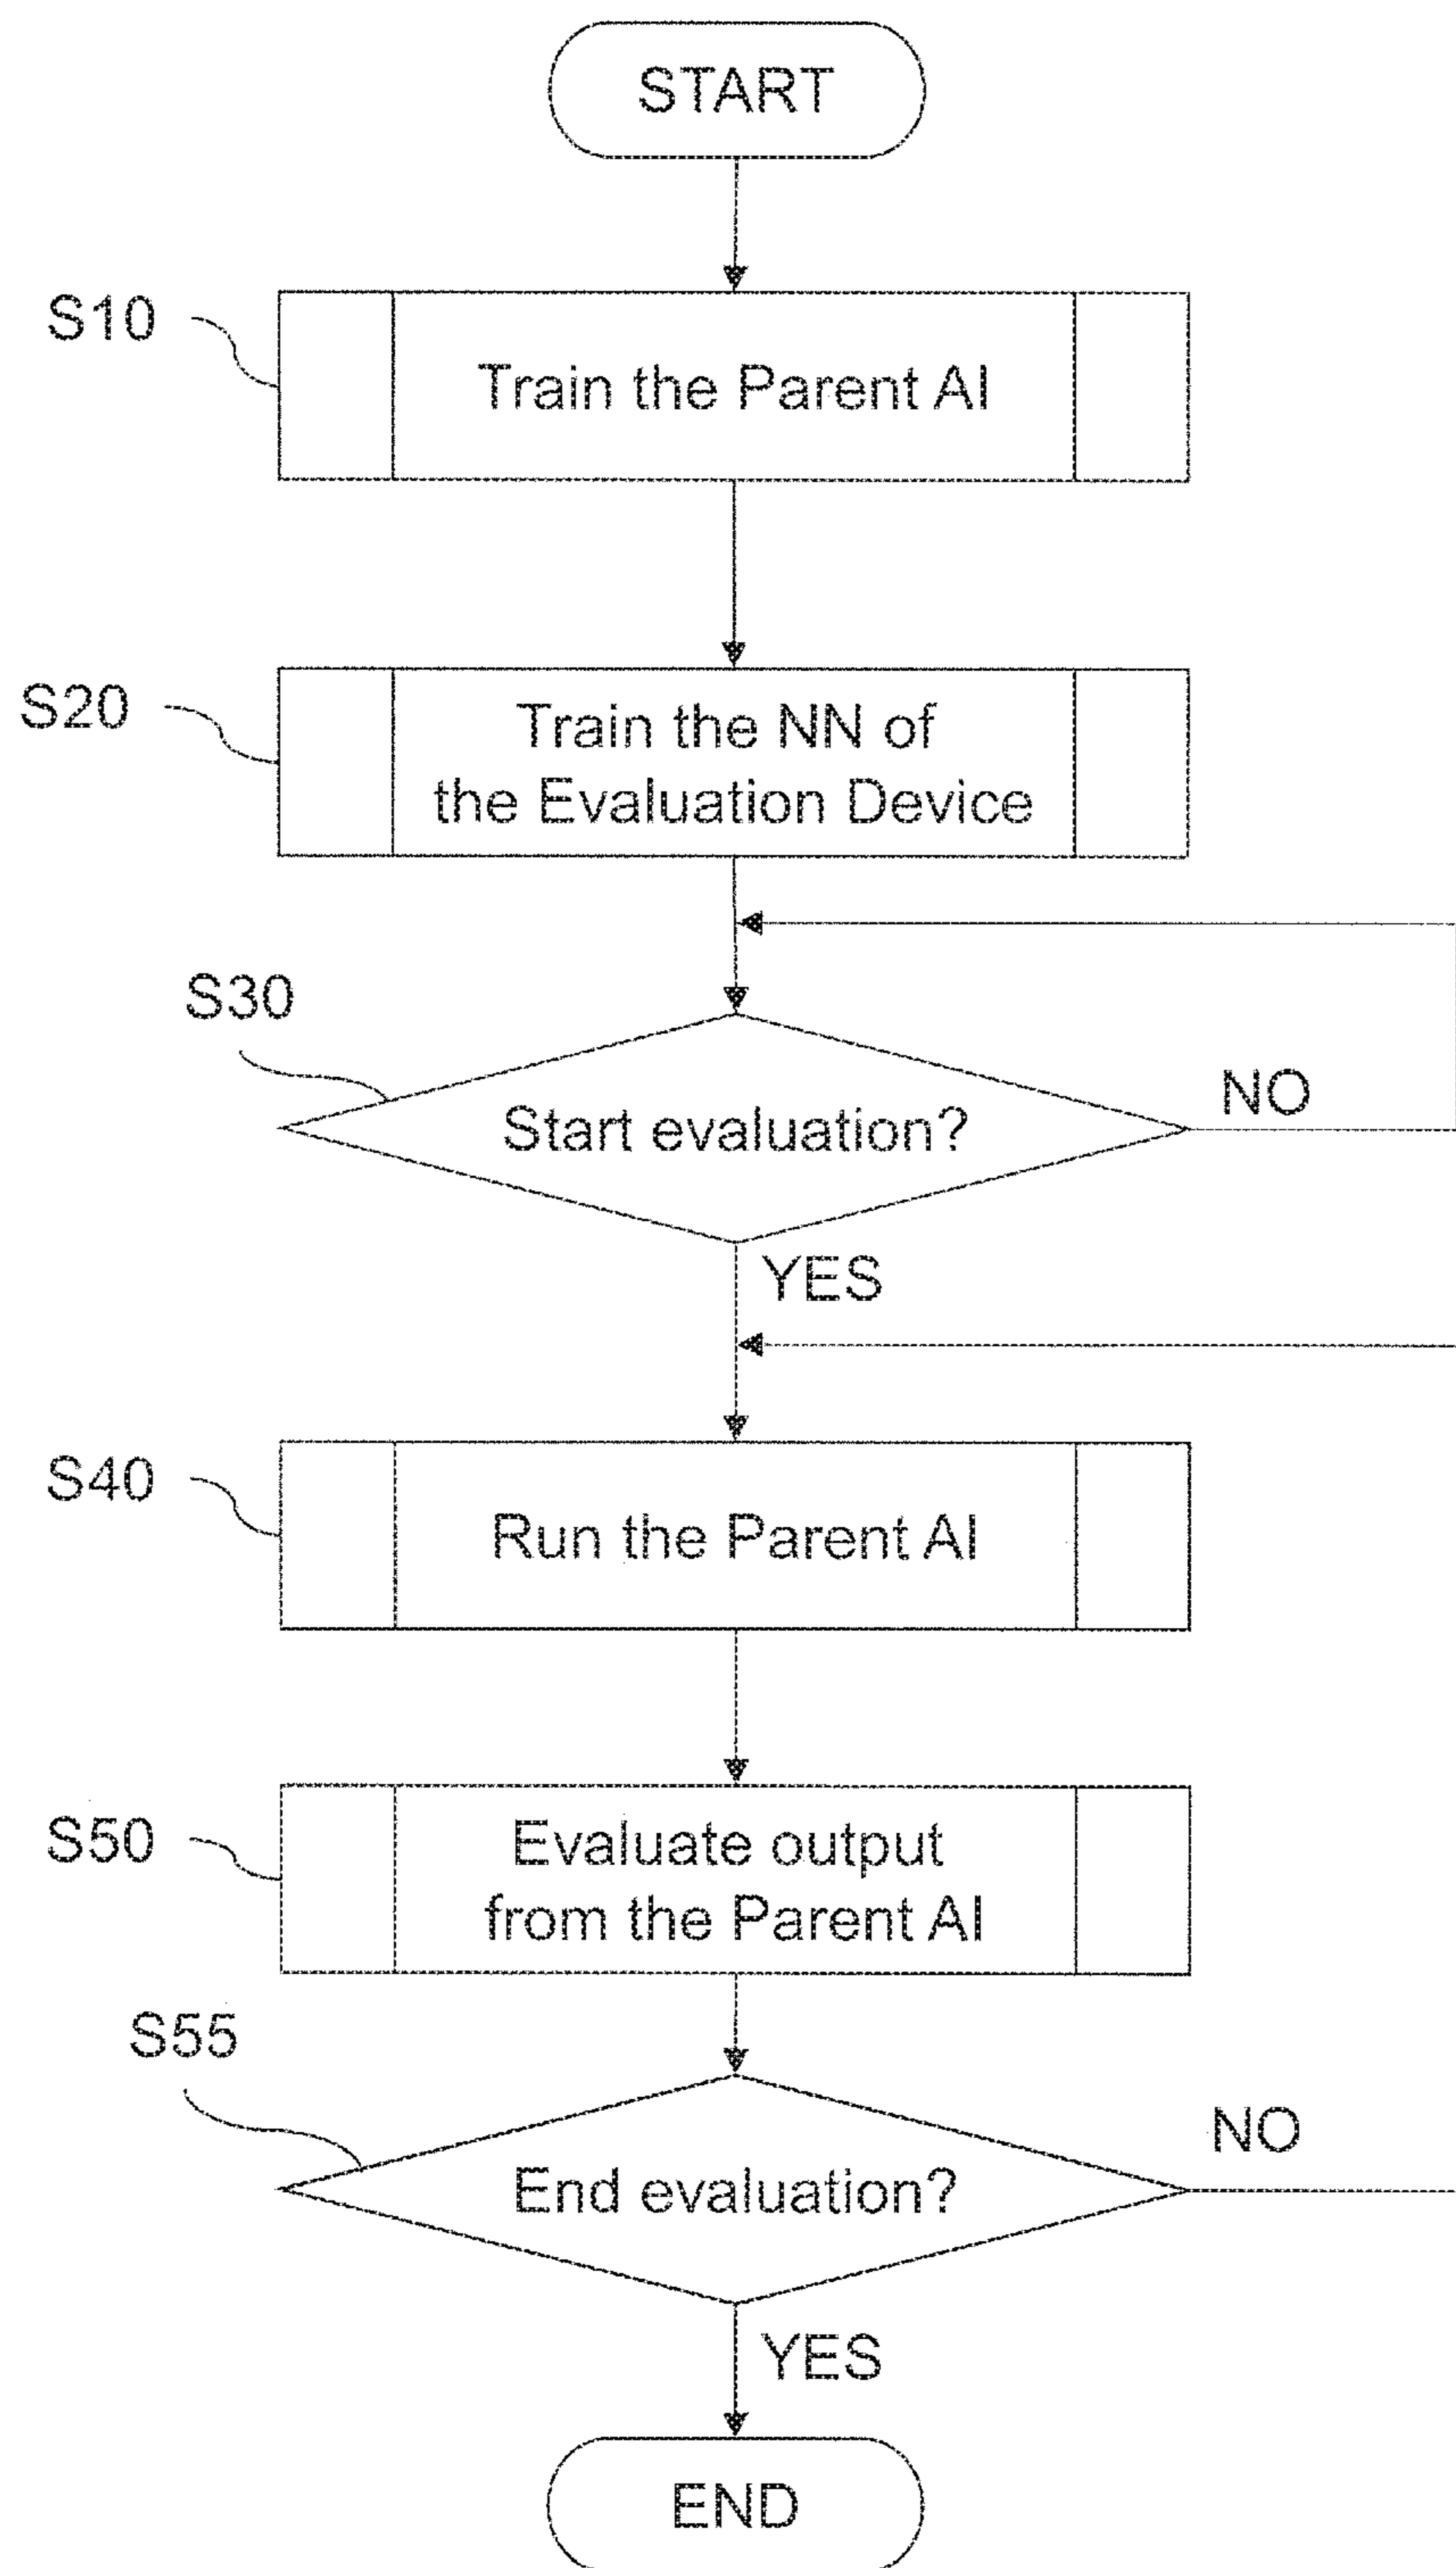 START
S10
Train the Parent AI
S20
Train the NN of
the Evaluation Device
S30
Start evaluation?
NO
YES
S40
Run the Parent AI
S50
Evaluate output
from the Parent AI
S55
End evaluation?
NO
YES
END